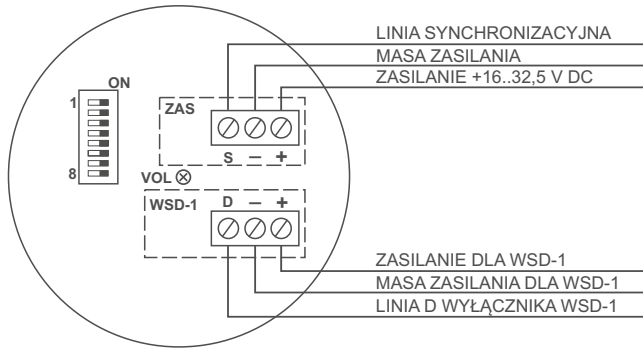 LINIA SYNCHRONIZACYJNA
MASA ZASILANIA
ZASILANIE +16..32,5 V DC
ON
1
8
ZAS
S – +
VOL
WSD-1 D – +
ZASILANIE DLA WSD-1
MASA ZASILANIA DLA WSD-1
LINIA D WYŁĄCZNIKA WSD-1